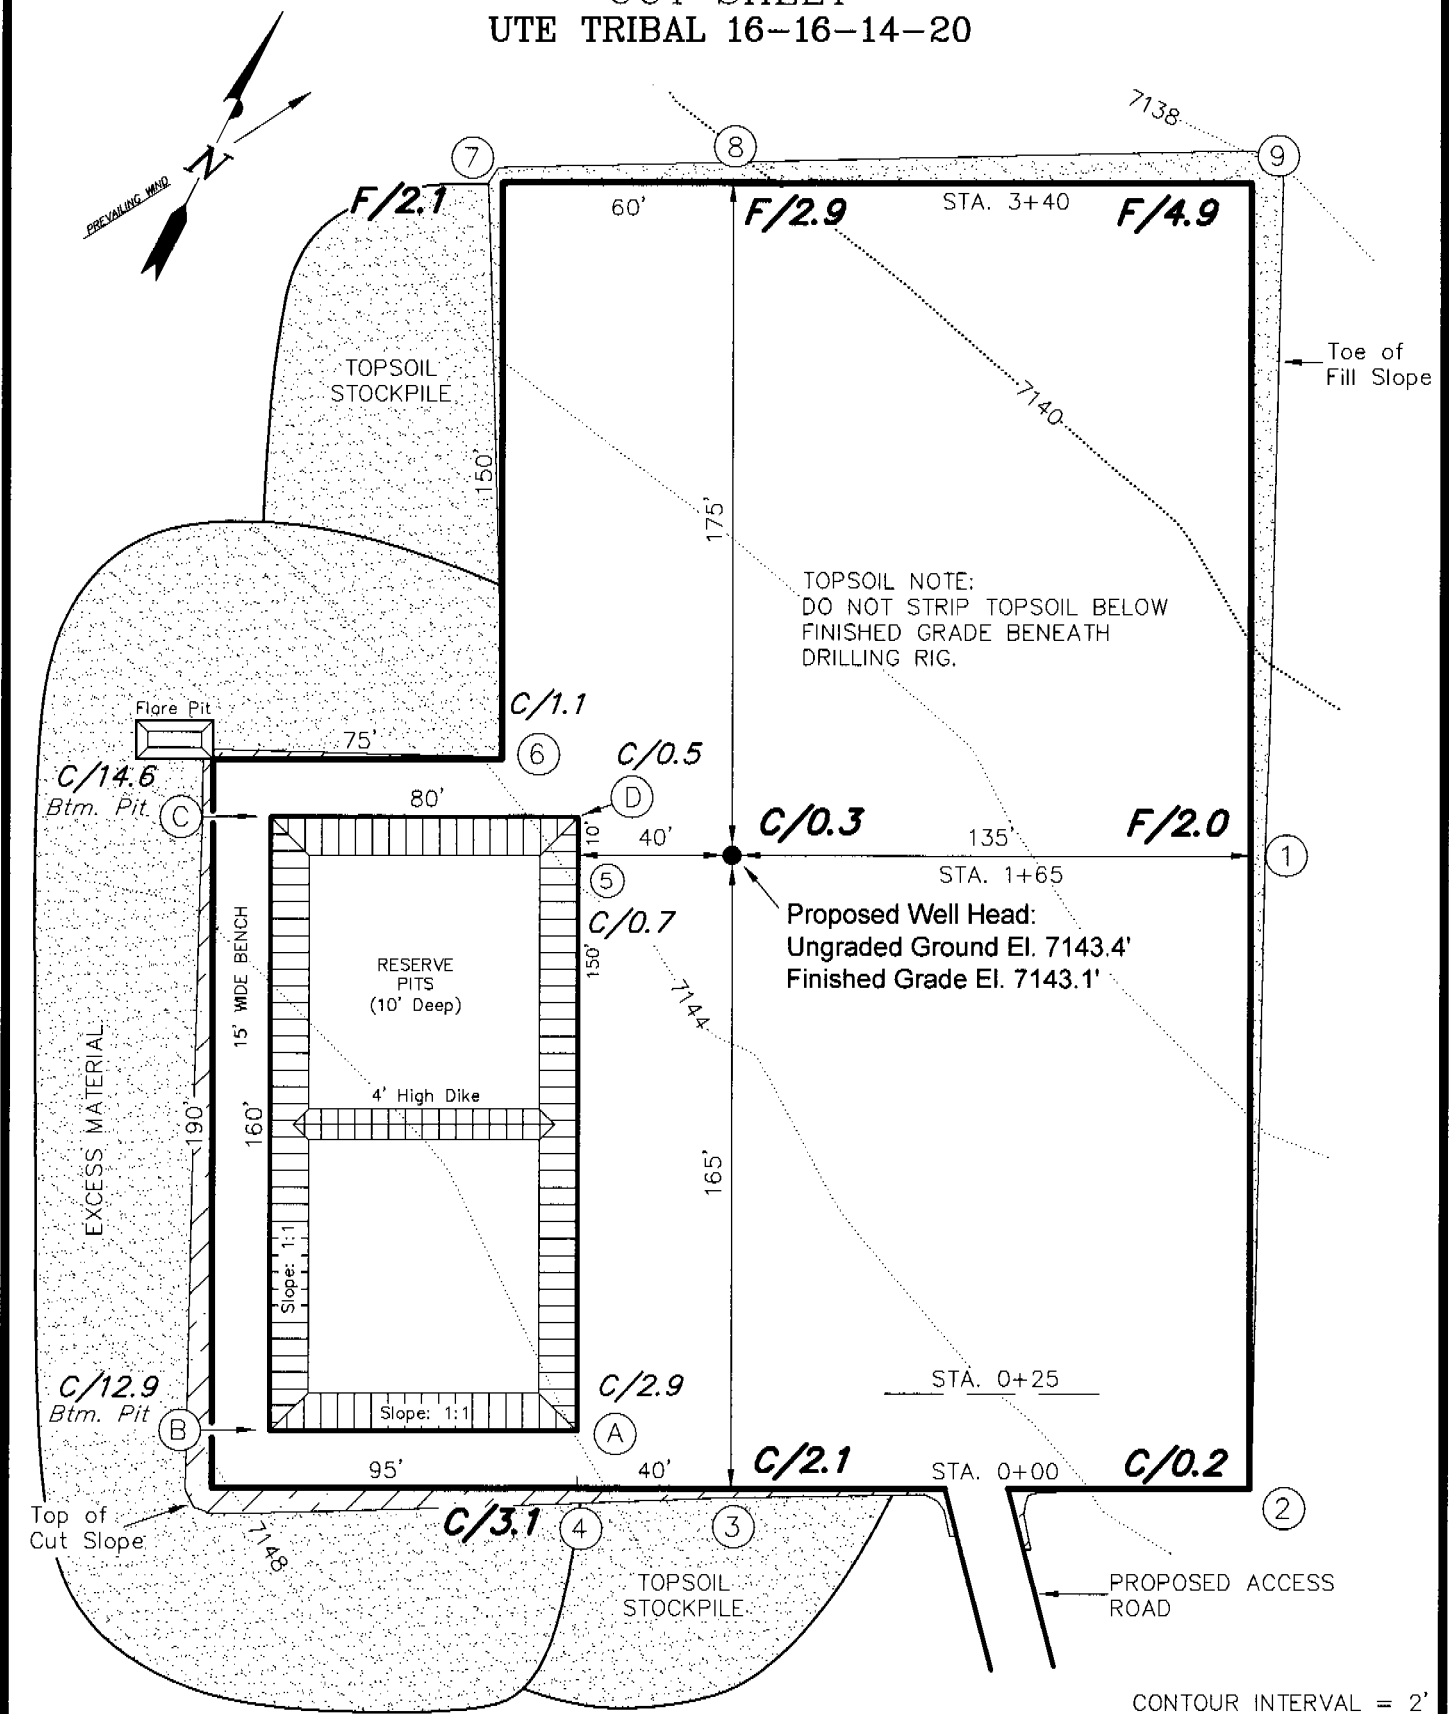 UTE TRIBAL 16-16-14-20
N
PREVAILING WIND
7
8
7138
9
F/2.1
60'
F/2.9
STA. 3+40
F/4.9
TOPSOIL
STOCKPILE
Toe of
Fill Slope
7140
150'
175'
TOPSOIL NOTE:
DO NOT STRIP TOPSOIL BELOW
FINISHED GRADE BENEATH
DRILLING RIG.
Flare Pit
C/1.1
75'
6
C/0.5
C/14.6
Btm. Pit
C
80'
D
10'
40'
C/0.3
135'
F/2.0
1
STA. 1+65
5
C/0.7
150'
Proposed Well Head:
Ungraded Ground El. 7143.4'
Finished Grade El. 7143.1'
15' WIDE BENCH
RESERVE
PITS
(10' Deep)
7144
EXCESS MATERIAL
190'
160'
4' High Dike
165'
Slope: 1:1
C/12.9
Btm. Pit
B
Slope: 1:1
C/2.9
A
STA. 0+25
95'
40'
C/2.1
STA. 0+00
C/0.2
Top of
Cut Slope
7148
C/3.1
4
3
2
TOPSOIL
STOCKPILE
PROPOSED ACCESS
ROAD
CONTOUR INTERVAL = 2'